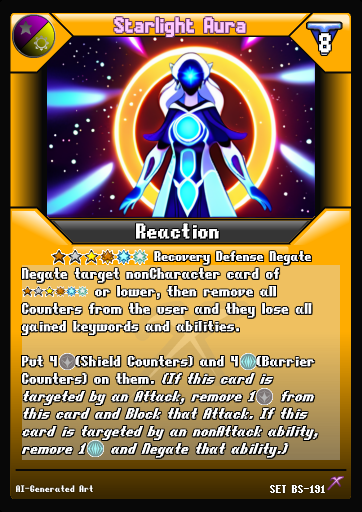 Starlight Aura
8
Reaction
Recovery Defense Negate
Negate target nonCharacter card of
or lower, then remove all
Counters from the user and they lose all
gained keywords and abilities.
Put 4(Shield Counters) and 4(Barrier
Counters) on them. (If this card is
targeted by an Attack, remove 1 from
this card and Block that Attack. If this
card is targeted by an nonAttack ability,
remove 1 and Negate that ability.)
AI-Generated Art
SET BS-191